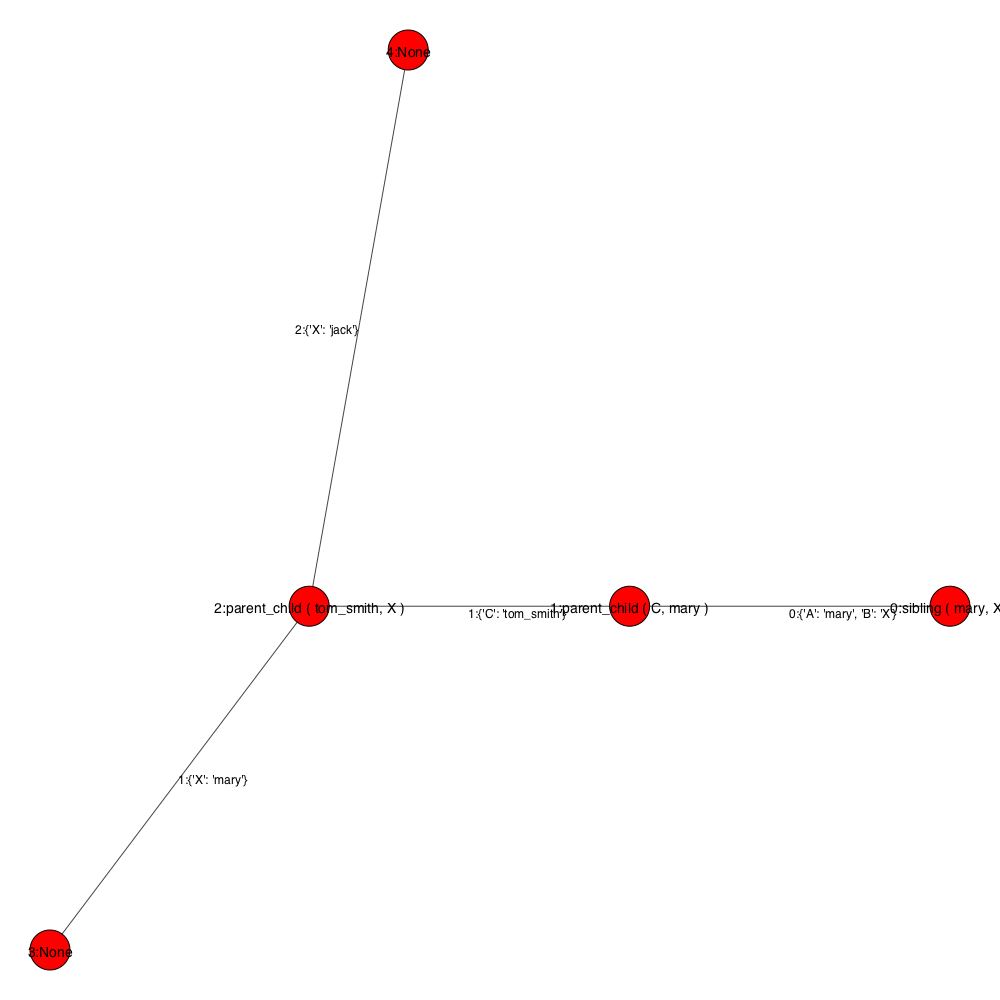 4:None
2:{'X': 'jack'}
2:parent_child ( tom_smith, X )
1:{'C': 'tom_smith'}
1:parent_child ( C, mary )
0:{'A': 'mary', 'B': 'X'}
0:sibling ( mary, X
1:{'X': 'mary'}
3:None